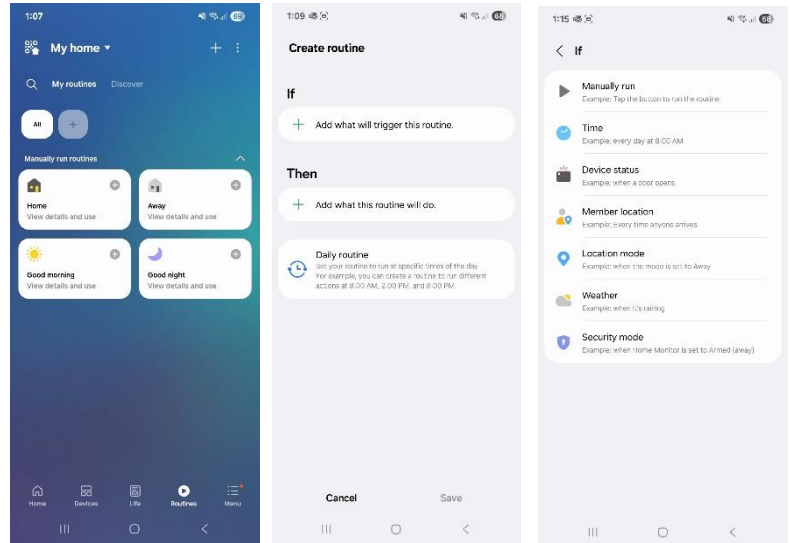 1:07
69
My home
My routines
Discover
All
Manually run routines
Home
View details and use
Away
View details and use
Good morning
View details and use
Good night
View details and use
Home
Devices
Life
Routines
Menu
1:09
68
Create routine
If
Add what will trigger this routine.
Then
Add what this routine will do.
Daily routine
Set your routine to run at specific times of the day.
For example, you can create a routine to run different
actions at 8:00 AM, 2:00 PM, and 8:00 PM.
Cancel
Save
1:15
66
If
Manually run
Example: Tap the button to run the routine.
Time
Example: every day at 8:00 AM
Device status
Example: when a door opens
Member location
Example: Every time anyone arrives
Location mode
Example: when the mode is set to Away
Weather
Example: when it's raining
Security mode
Example: when Home Monitor is set to Armed (away)